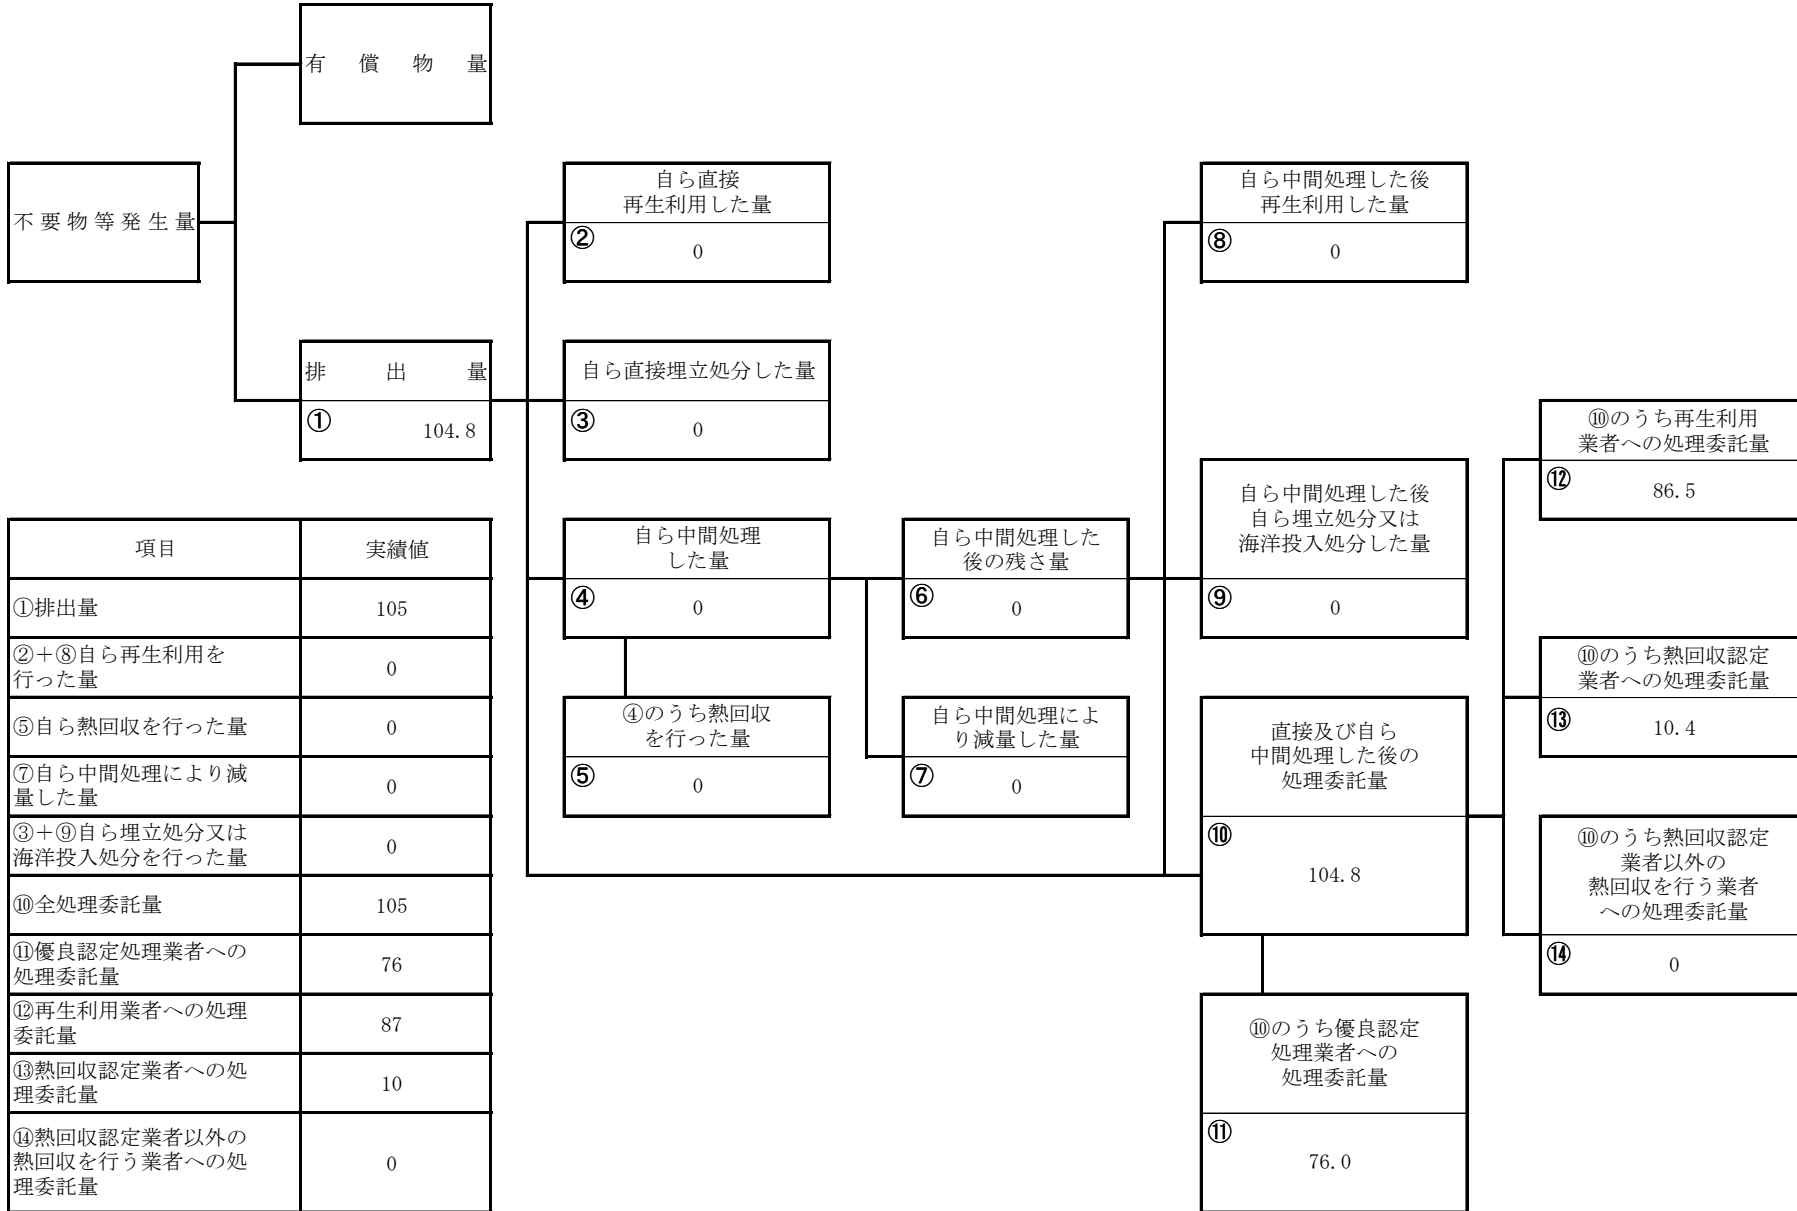 有償物量
不要物等発生量
排出量
①
104.8
自ら直接
再生利用した量
②
0
自ら直接埋立処分した量
③
0
自ら中間処理
した量
④
0
④のうち熱回収
を行った量
⑤
0
自ら中間処理した
後の残さ量
⑥
0
自ら中間処理によ
り減量した量
⑦
0
自ら中間処理した後
再生利用した量
⑧
0
自ら中間処理した後
自ら埋立処分又は
海洋投入処分した量
⑨
0
直接及び自ら
中間処理した後の
処理委託量
⑩
104.8
⑩のうち優良認定
処理業者への
処理委託量
⑪
76.0
⑩のうち再生利用
業者への処理委託量
⑫
86.5
⑩のうち熱回収認定
業者への処理委託量
⑬
10.4
⑩のうち熱回収認定
業者以外の
熱回収を行う業者
への処理委託量
⑭
0
項目 実績値
①排出量 105
②+⑧自ら再生利用を
行った量 0
⑤自ら熱回収を行った量 0
⑦自ら中間処理により減
量した量 0
③+⑨自ら埋立処分又は
海洋投入処分を行った量 0
⑩全処理委託量 105
⑪優良認定処理業者への
処理委託量 76
⑫再生利用業者への処理
委託量 87
⑬熱回収認定業者への処
理委託量 10
⑭熱回収認定業者以外の
熱回収を行う業者への処
理委託量 0